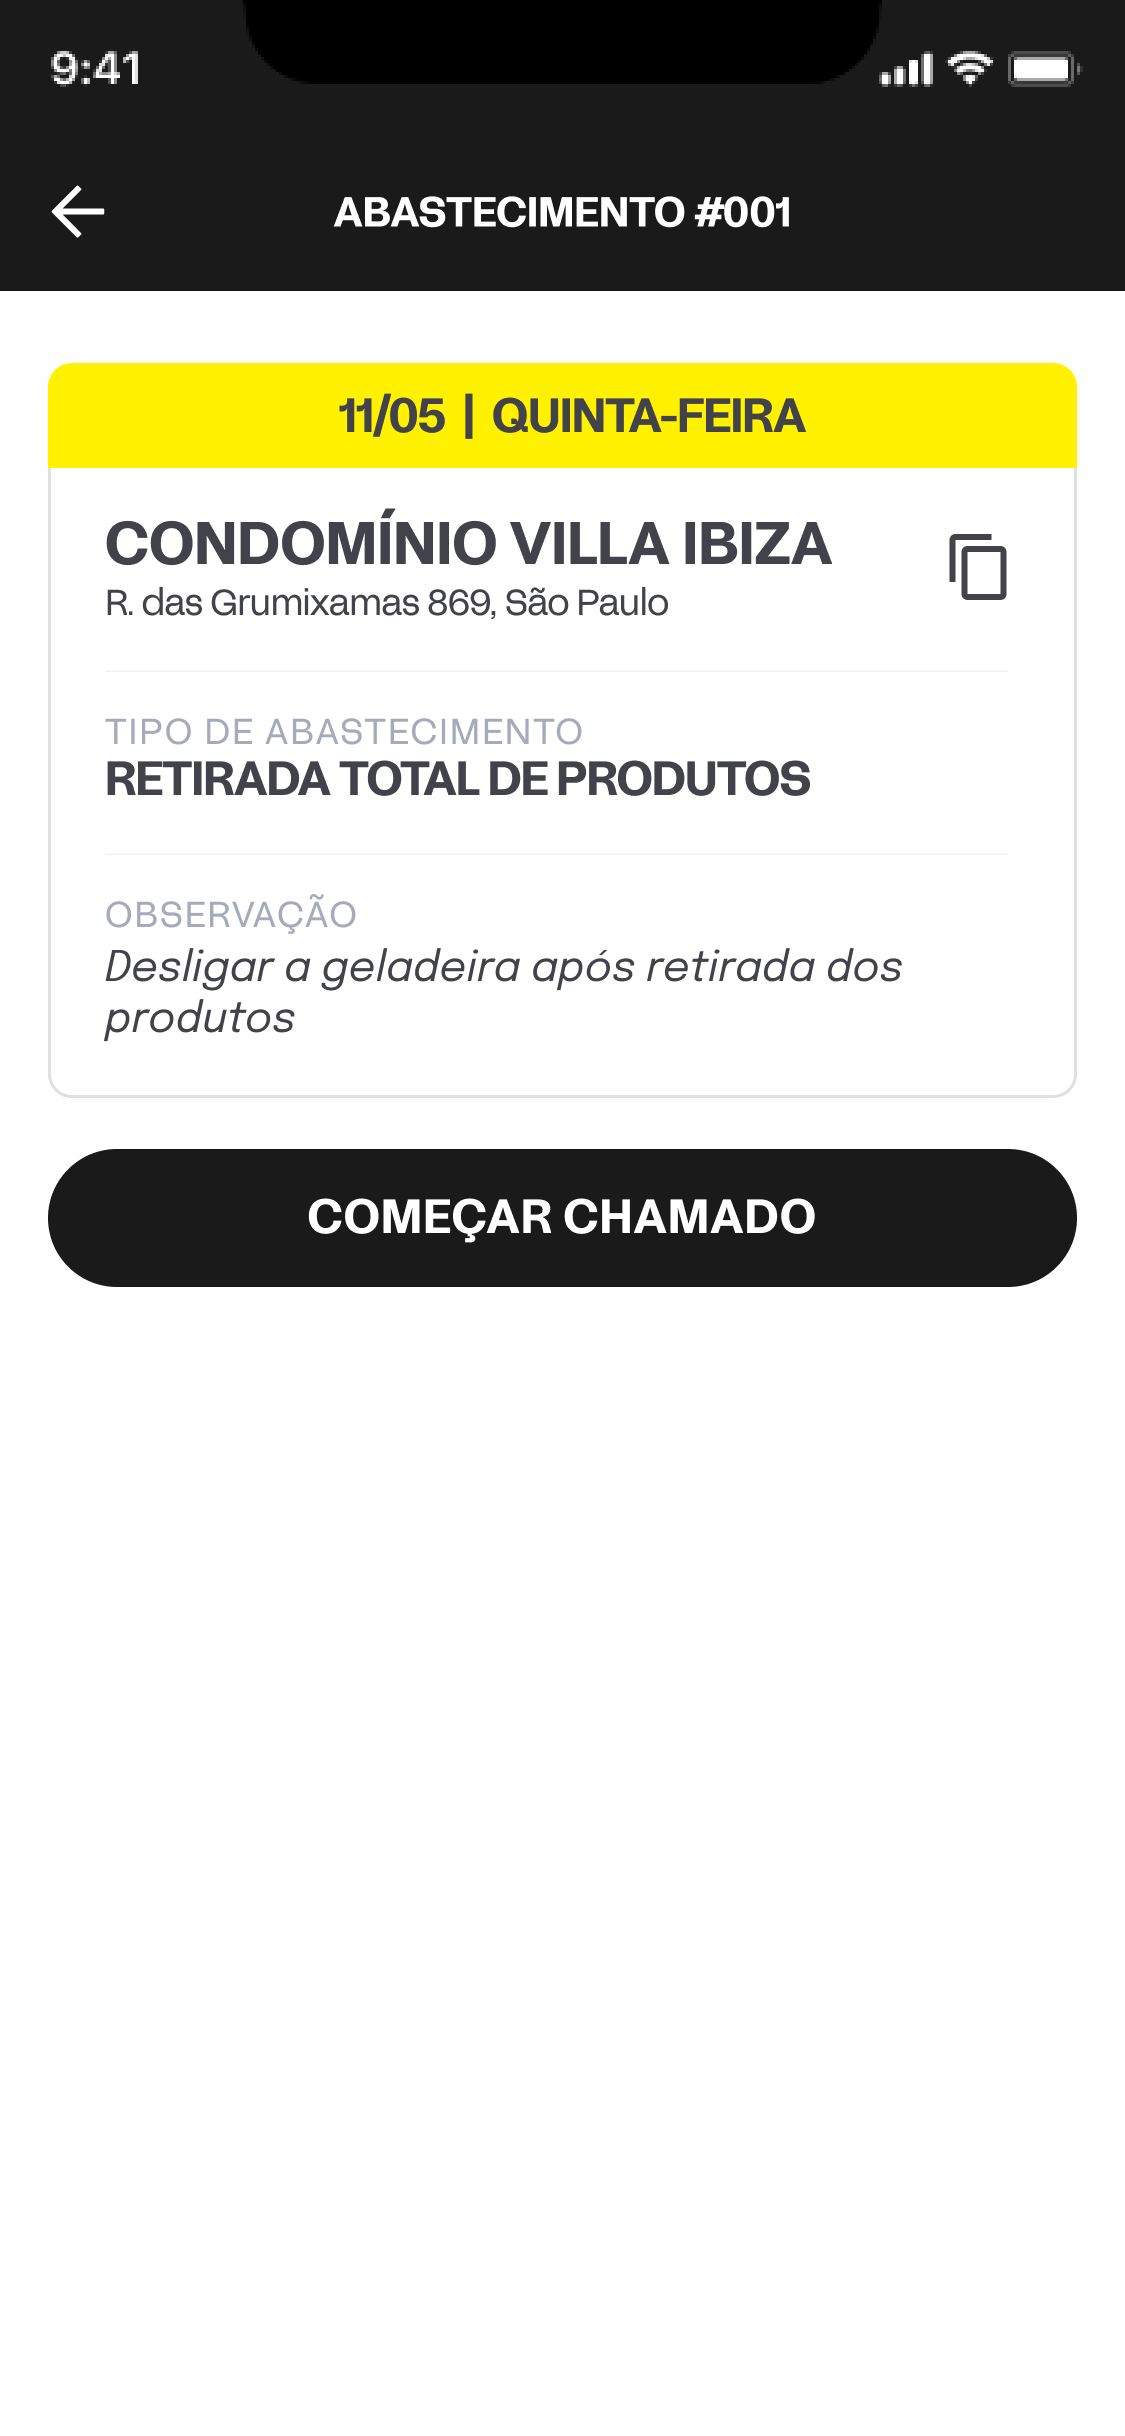 9:41
ABASTECIMENTO #001
11/05 | QUINTA-FEIRA
CONDOMÍNIO VILLA IBIZA
R. das Grumixamas 869, São Paulo
TIPO DE ABASTECIMENTO
RETIRADA TOTAL DE PRODUTOS
OBSERVAÇÃO
Desligar a geladeira após retirada dos
produtos
COMEÇAR CHAMADO